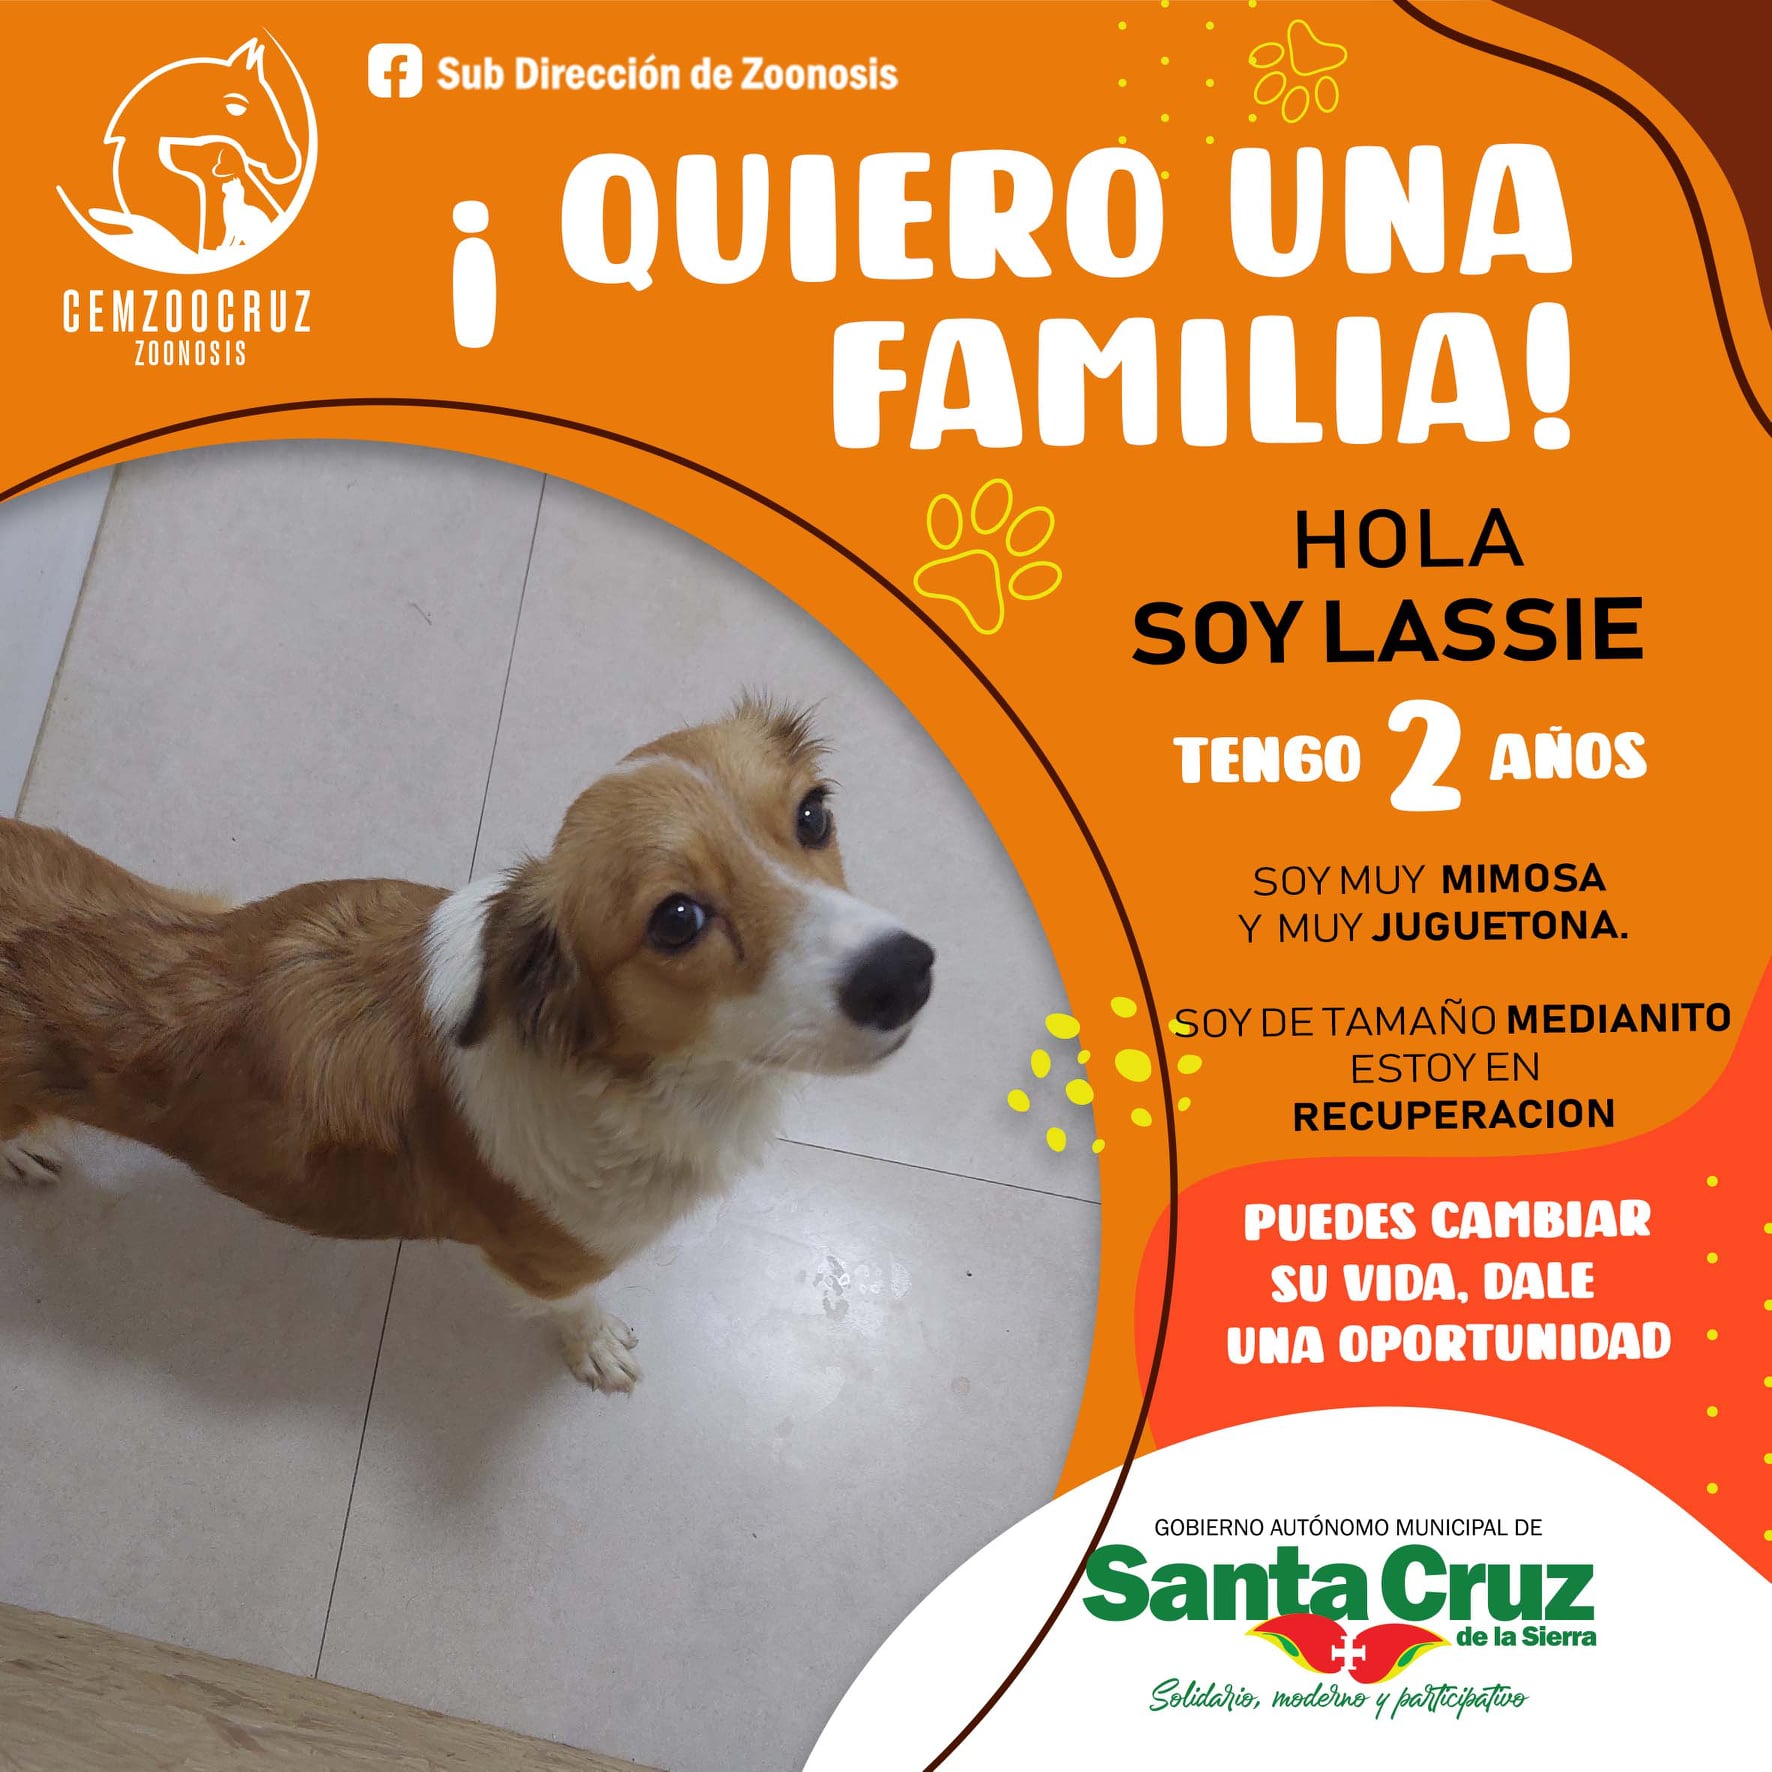 Sub Dirección de Zoonosis
CEMZOOCRUZ
ZOONOSIS
¡ QUIERO UNA
FAMILIA!
HOLA
SOY LASSIE
TENGO 2 AÑOS
SOY MUY MIMOSA
Y MUY JUGUETONA.
SOY DE TAMAÑO MEDIANITO
ESTOY EN
RECUPERACION
PUEDES CAMBIAR
SU VIDA, DALE
UNA OPORTUNIDAD
GOBIERNO AUTÓNOMO MUNICIPAL DE
Santa Cruz
de la Sierra
Solidario, moderno y participativo